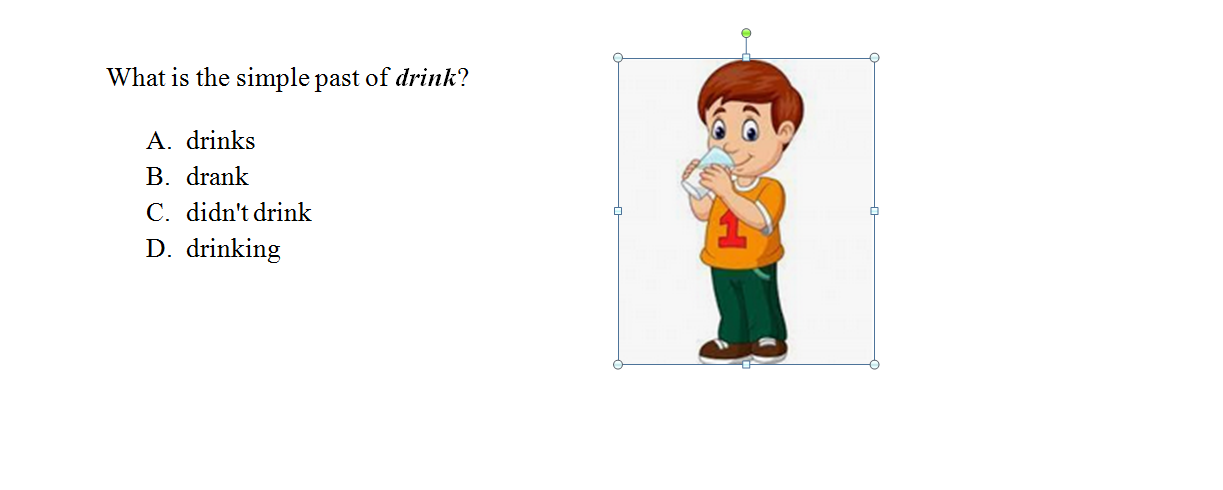 What is the simple past of drink?
A. drinks
B. drank
C. didn't drink
D. drinking
1